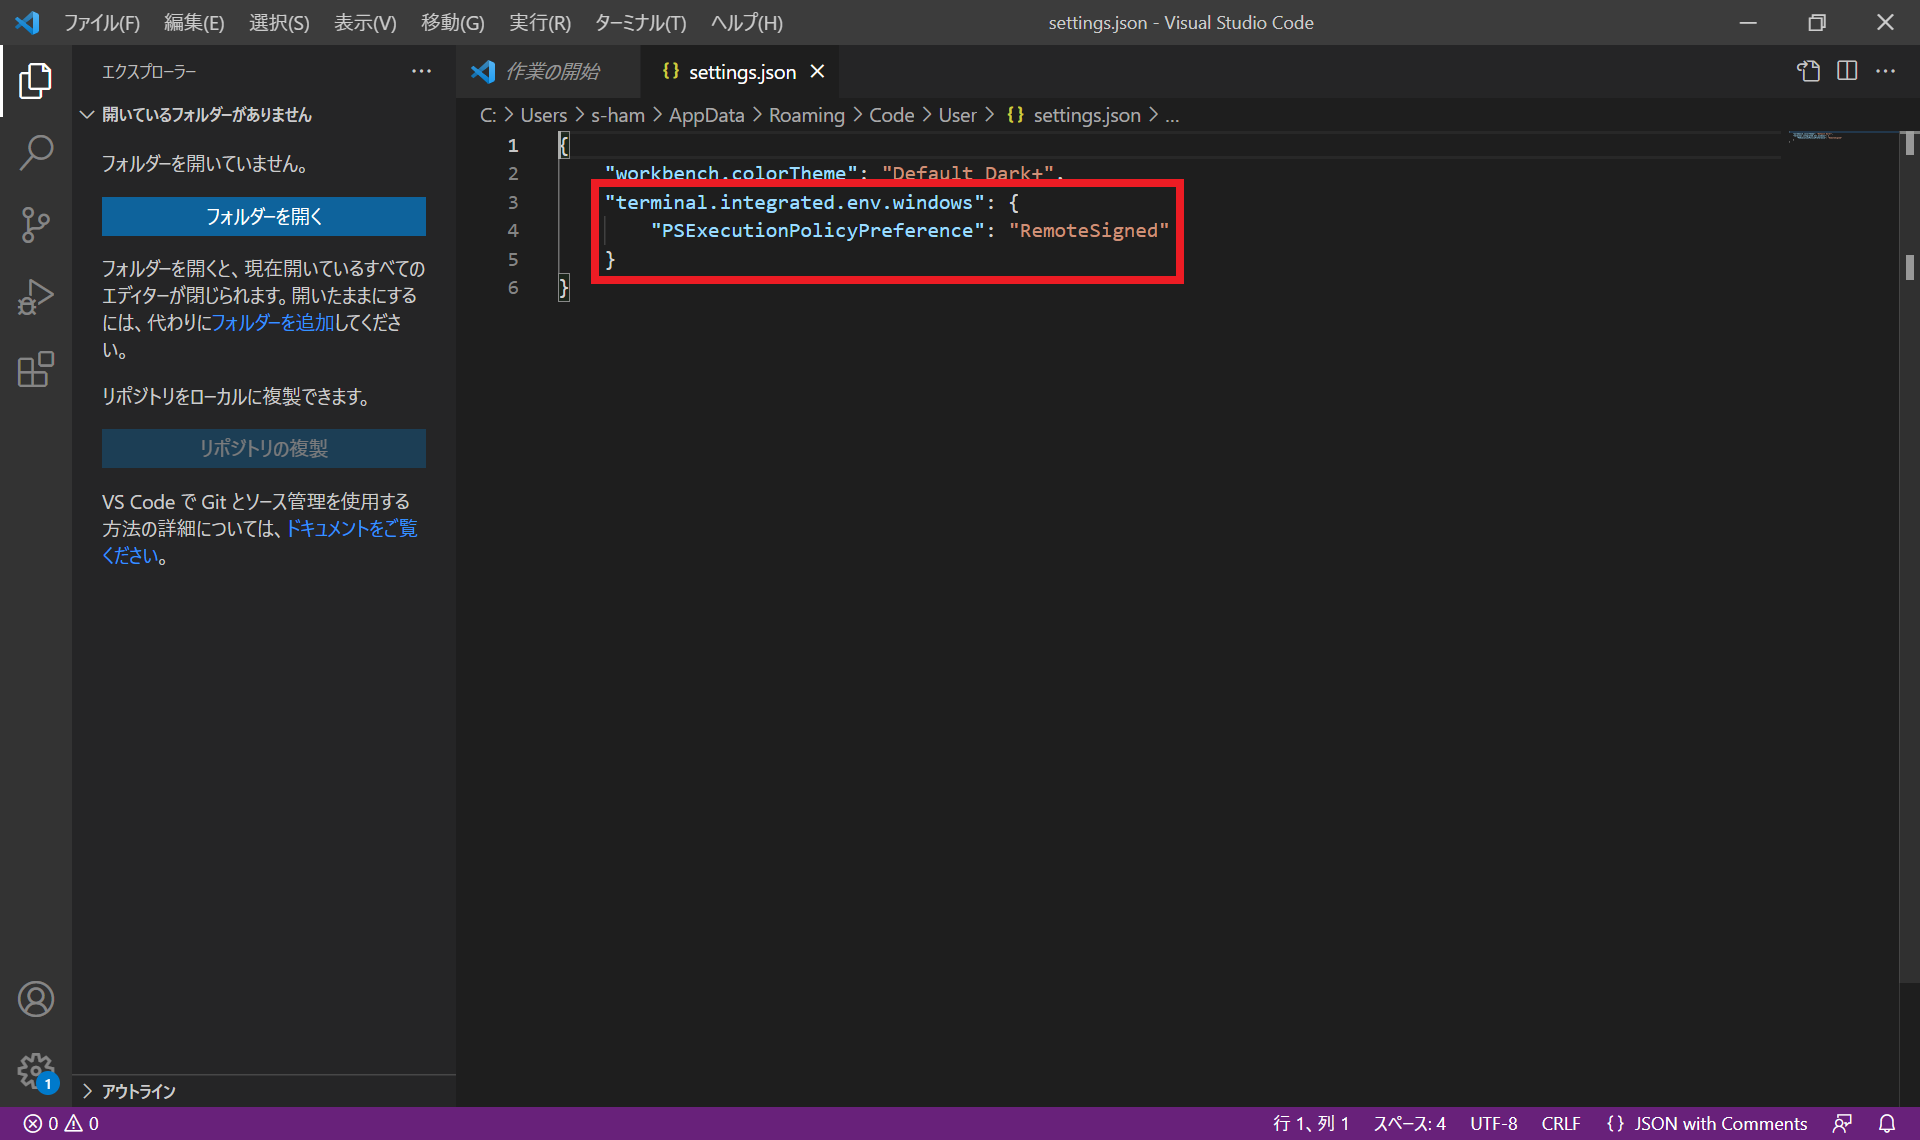 ファイル(F) 編集(E) 選択(S) 表示(V) 移動(G) 実行(R) ターミナル(T) ヘルプ(H) settings.json - Visual Studio Code
エクスプローラー
作業の開始
{} settings.json
開いているフォルダーがありません
C: > Users > s-ham > AppData > Roaming > Code > User > {} settings.json > ...
フォルダーを開いていません。
フォルダーを開く
フォルダーを開くと、現在開いているすべての
エディターが閉じられます。開いたままにする
には、代わりにフォルダーを追加してくださ
い。
リポジトリをローカルに複製できます。
リポジトリの複製
VS Code で Git とソース管理を使用する
方法の詳細については、ドキュメントをご覧
ください。
1 {
2 "workbench.colorTheme": "Default Dark+",
3 "terminal.integrated.env.windows": {
4 "PSExecutionPolicyPreference": "RemoteSigned"
5 }
6 }
1
アウトライン
0 0
行 1、列 1 スペース: 4 UTF-8 CRLF {} JSON with Comments